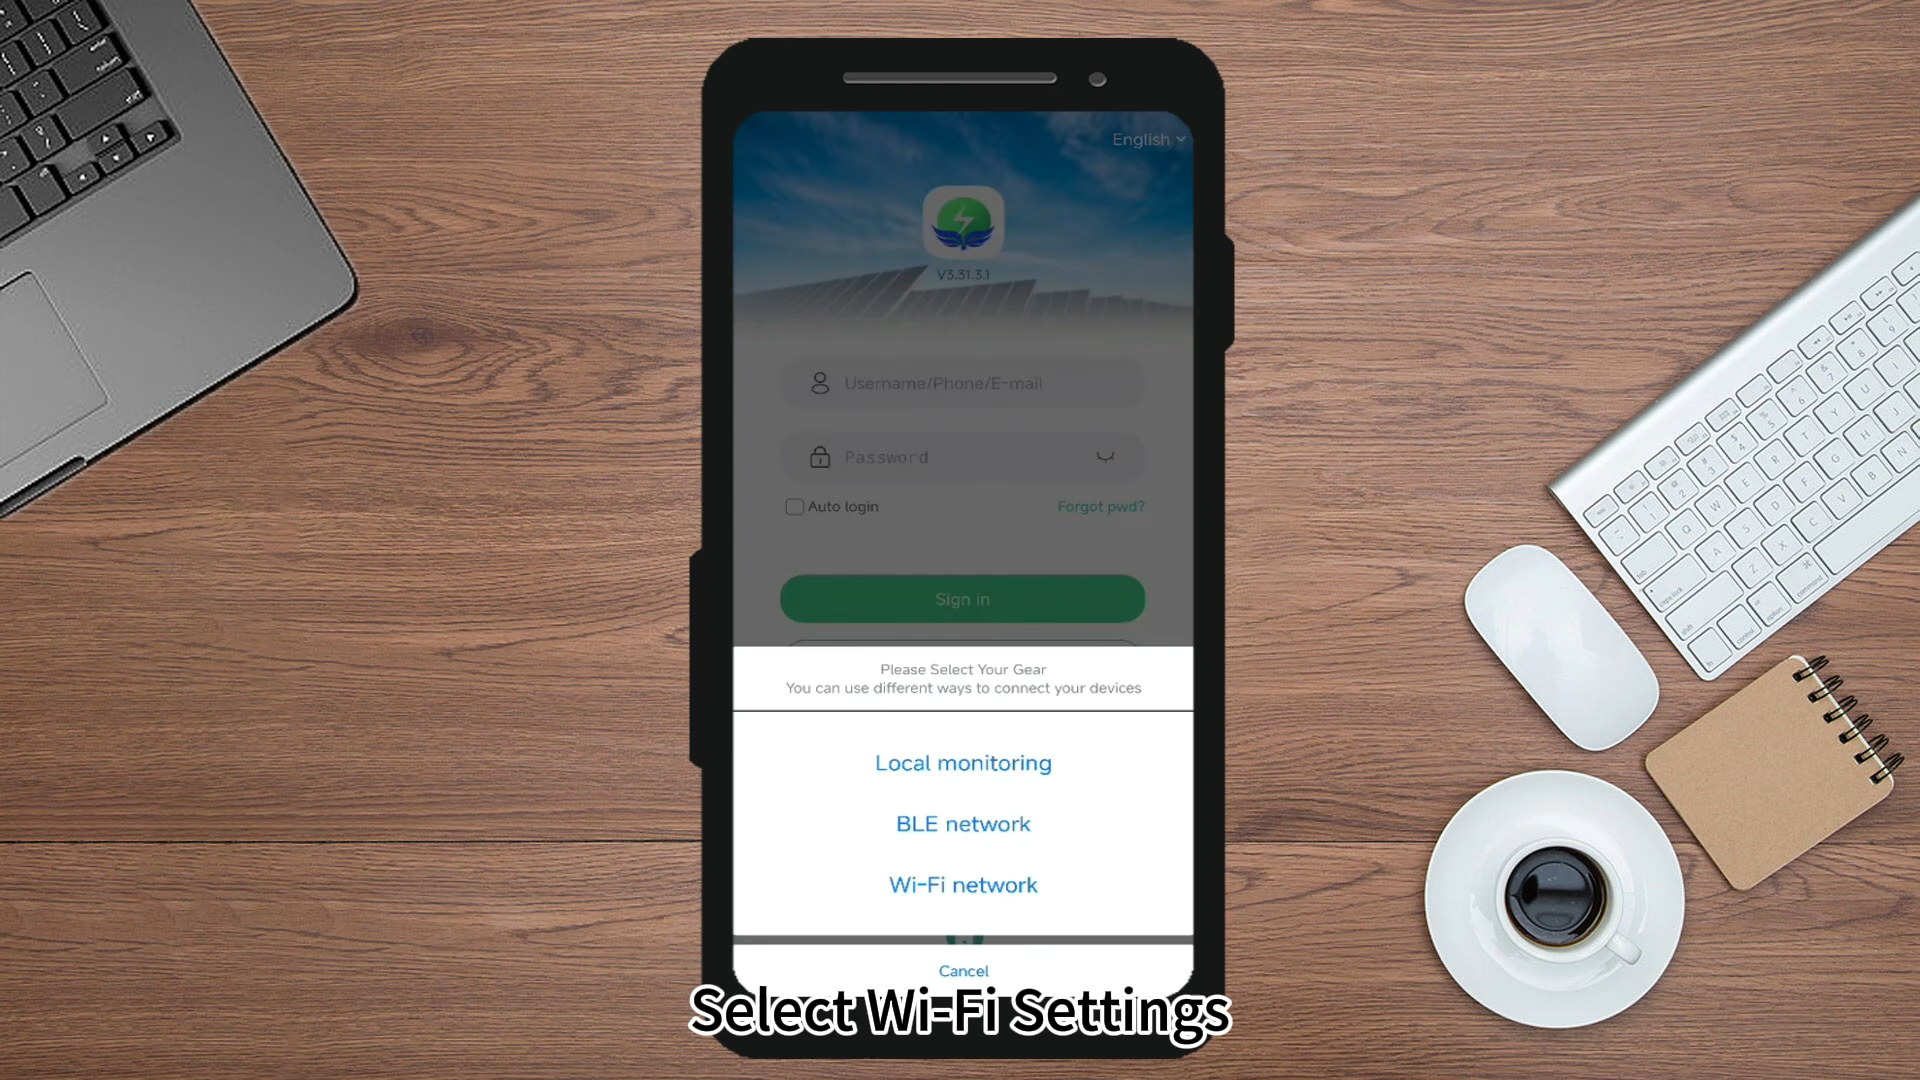 English
V3.31.3.1
Username/Phone/E-mail
Password
Auto login
Forgot pwd?
Sign in
Please Select Your Gear
You can use different ways to connect your devices
Local monitoring
BLE network
Wi-Fi network
Cancel
Select Wi-Fi Settings